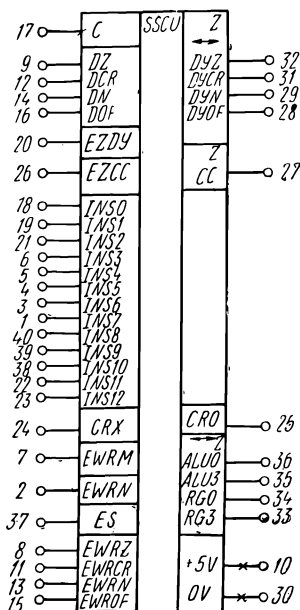 17 C SSCU Z
9 DZ DYZ 32
12 DCR DYCR 31
14 DN DYN 29
16 DOF DYOF 28
20 EZDY
26 EZCC Z
CC 27
18 INS0
19 INS1
21 INS2
6 INS3
5 INS4
4 INS5
3 INS6
1 INS7
40 INS8
39 INS9
38 INS10
22 INS11
23 INS12
24 CRX CRO 25
7 EWRM Z
ALU0 36
2 EWRN ALU3 35
RG0 34
37 ES RG3 33
8 EWRZ
11 EWRCR +5V 10
13 EWRN
15 EWROF 0V 30